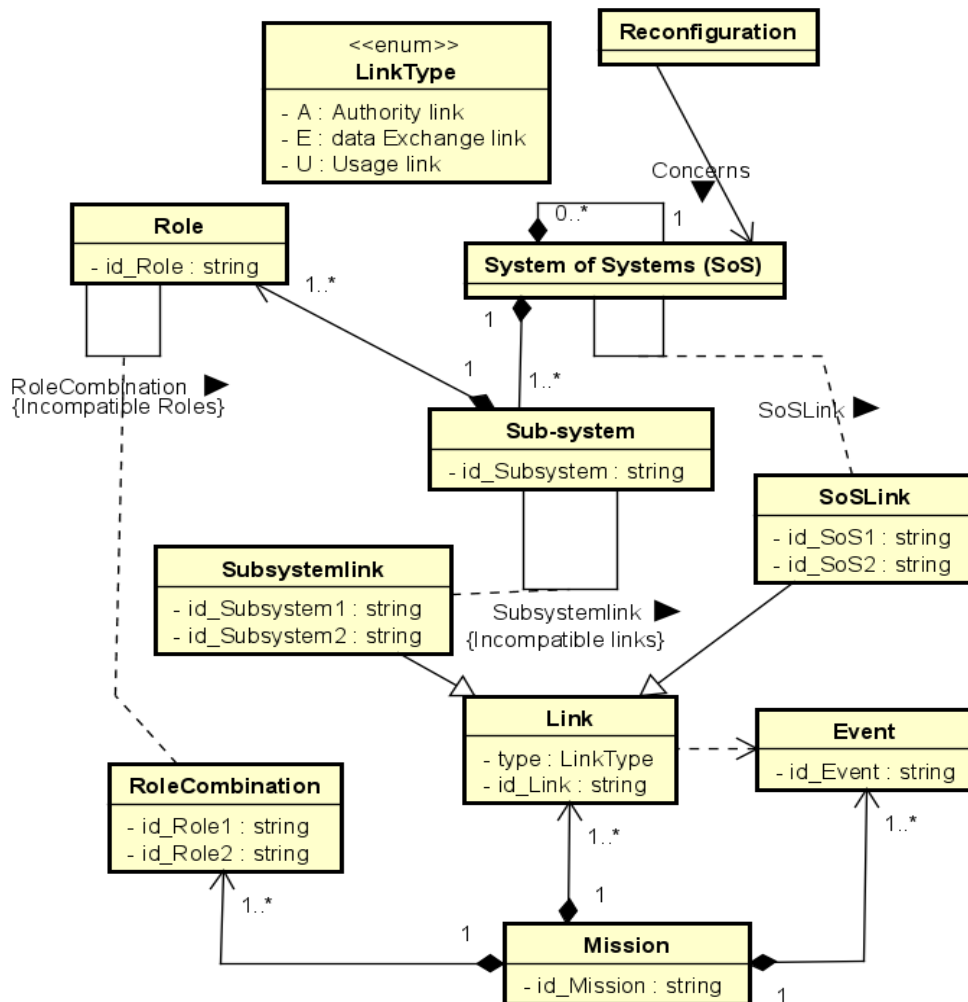 Reconfiguration
<<enum>>
LinkType
- A : Authority link
- E : data Exchange link
- U : Usage link
Concerns
Role
- id_Role : string
0..*
1
System of Systems (SoS)
1..*
1
1
1..*
RoleCombination
{Incompatible Roles}
SoSLink
Sub-system
- id_Subsystem : string
SoSLink
- id_SoS1 : string
- id_SoS2 : string
Subsystemlink
- id_Subsystem1 : string
- id_Subsystem2 : string
Subsystemlink
{Incompatible links}
Link
- type : LinkType
- id_Link : string
Event
- id_Event : string
RoleCombination
- id_Role1 : string
- id_Role2 : string
1..*
1..*
1..*
1
1
Mission
- id_Mission : string
1